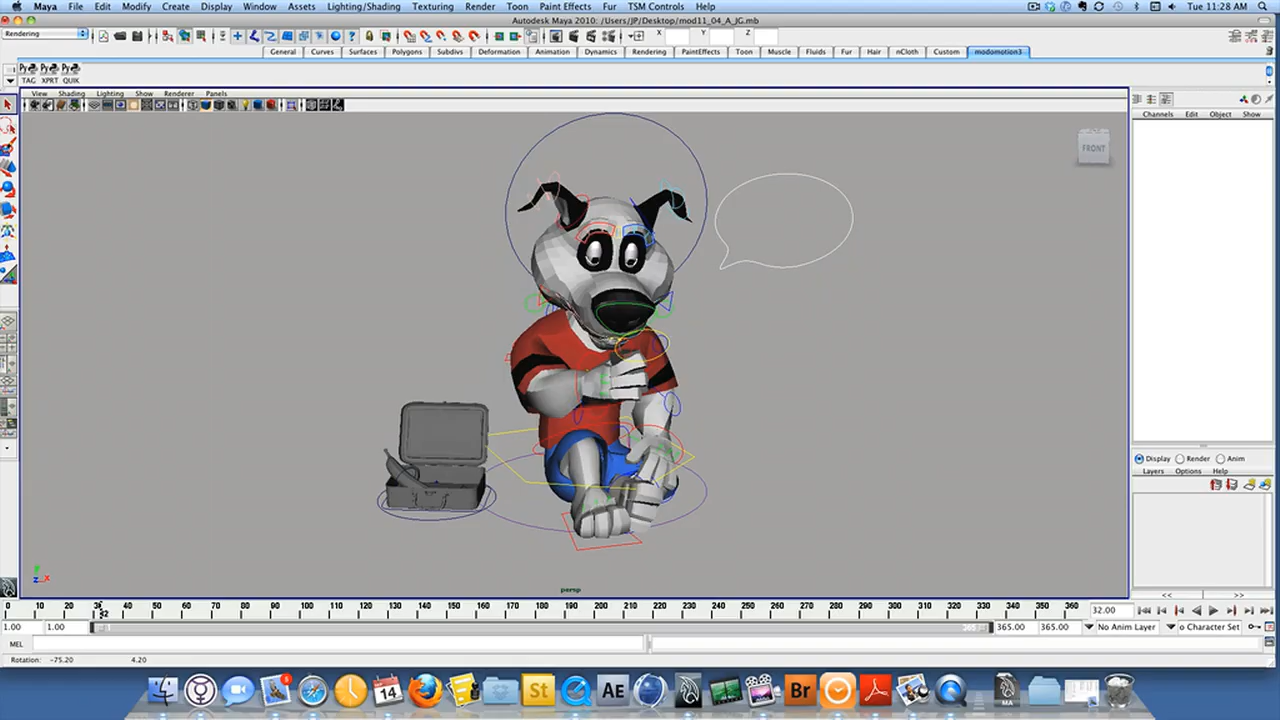 Maya File Edit Modify Create Display Window Assets Lighting/Shading Texturing Render Toon Paint Effects Fur Muscle TSM Controls Help Tue 11:28 AM
Autodesk Maya 2010: /Users/JP/Desktop/mod11_04_A_JG.mb
Rendering X: Y: Z:
General Curves Surfaces Polygons Subdivs Deformation Animation Dynamics Rendering PaintEffects Toon Muscle Fluids Fur Hair nCloth Custom modomotion3
TAG XPRT QUIK
View Shading Lighting Show Renderer Panels
Channels Edit Object Show
FRONT
Display Render Anim
Layers Options Help
persp
<< >>
0 10 20 40 50 60 70 80 90 100 110 120 130 140 150 160 170 180 190 200 210 220 230 240 250 260 270 280 290 300 310 320 330 340 350 360 32.00
1.00 1.00 365.00 365.00 No Anim Layer o Character Set
MEL
Rotation: -75.20 4.20
14 St AE Br
MA